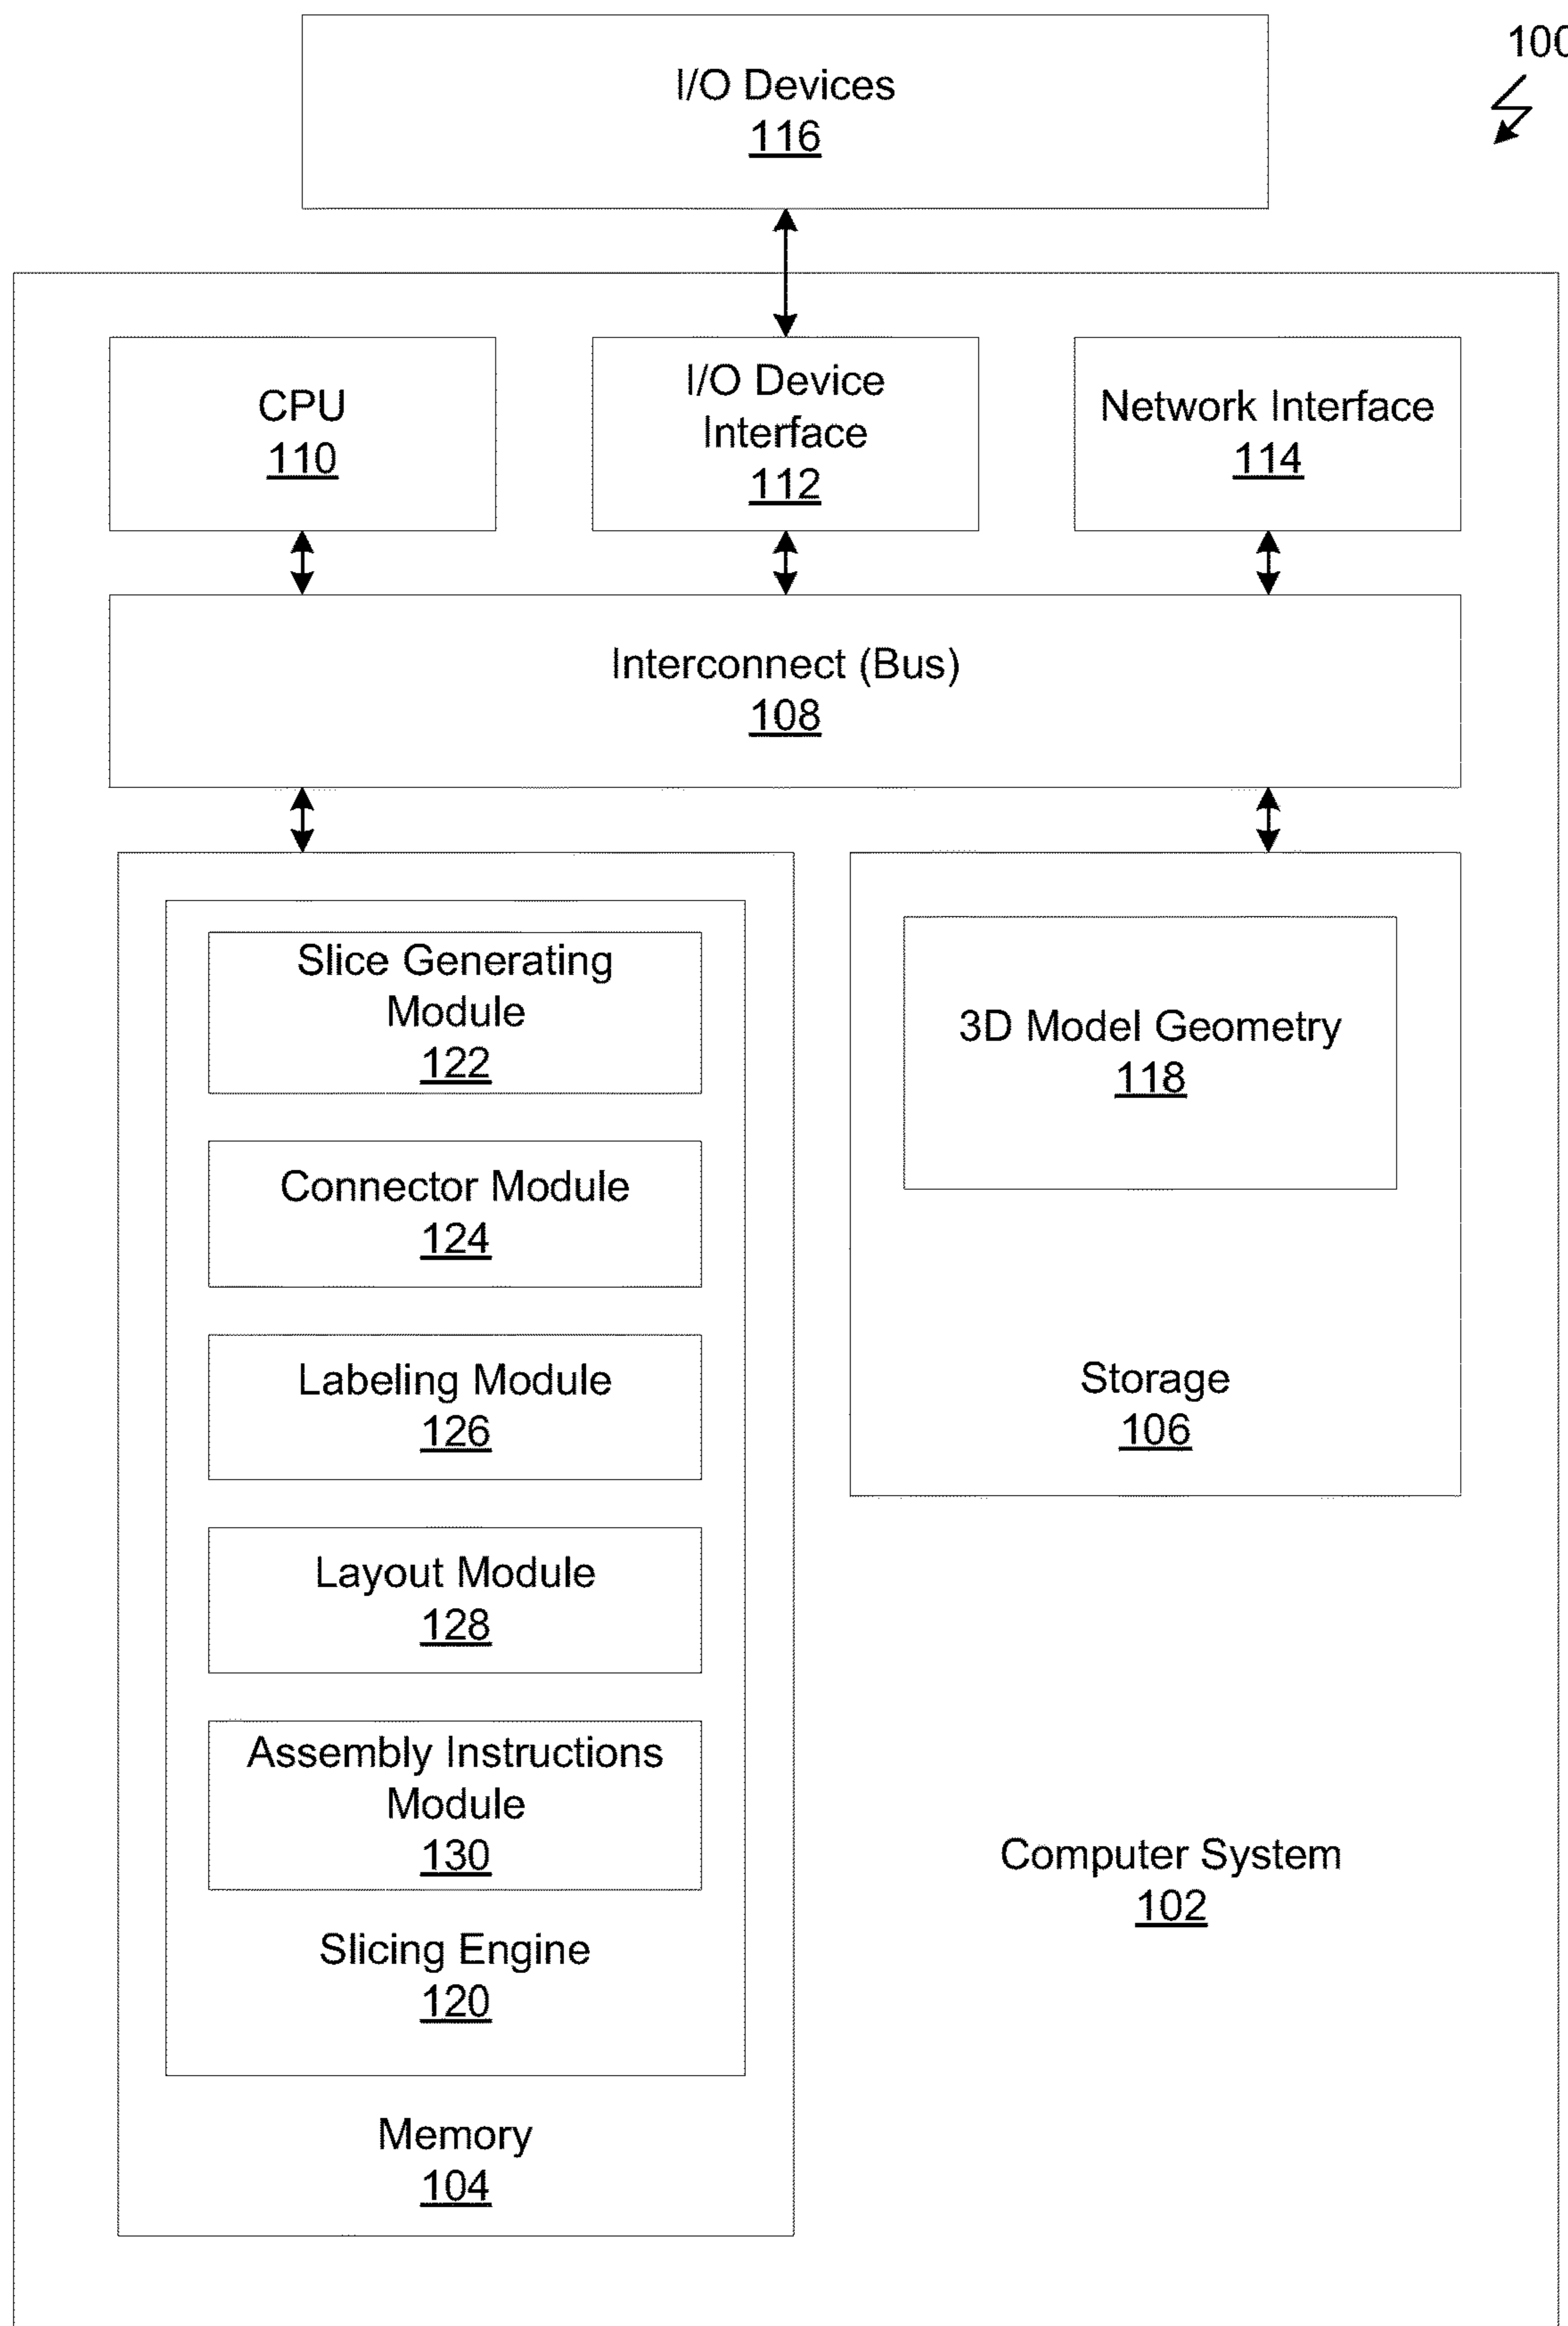 100
I/O Devices
116
CPU
110
I/O Device
Interface
112
Network Interface
114
Interconnect (Bus)
108
Slice Generating
Module
122
Connector Module
124
Labeling Module
126
Layout Module
128
Assembly Instructions
Module
130
Slicing Engine
120
Memory
104
3D Model Geometry
118
Storage
106
Computer System
102